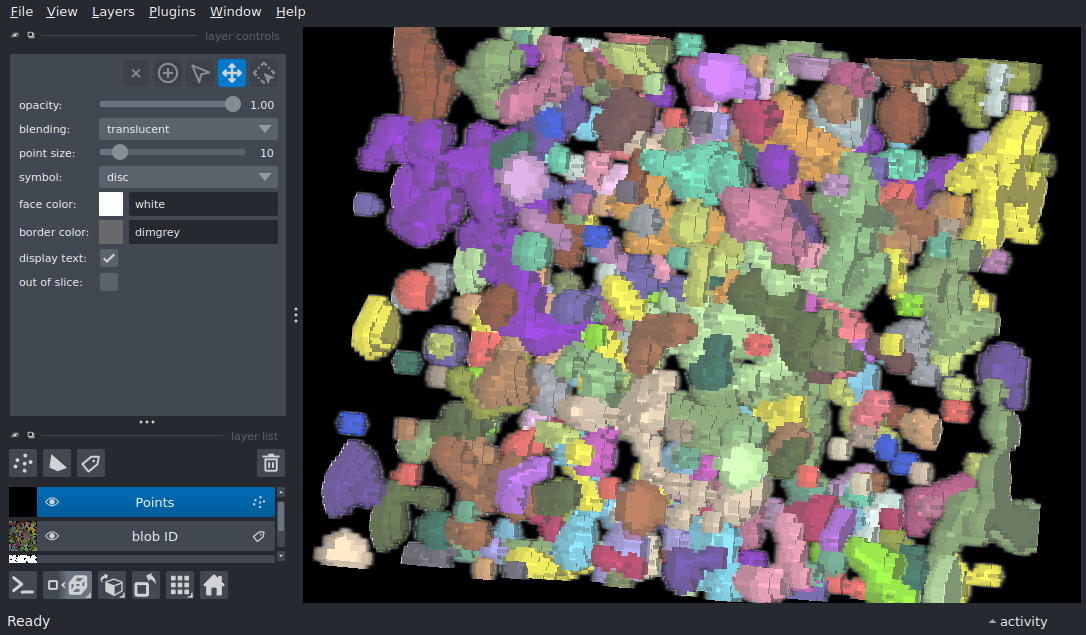 File View Layers Plugins Window Help
layer controls
opacity: 1.00
blending: translucent
point size: 10
symbol: disc
face color: white
border color: dimgrey
display text:
out of slice:
layer list
Points
blob ID
Ready activity